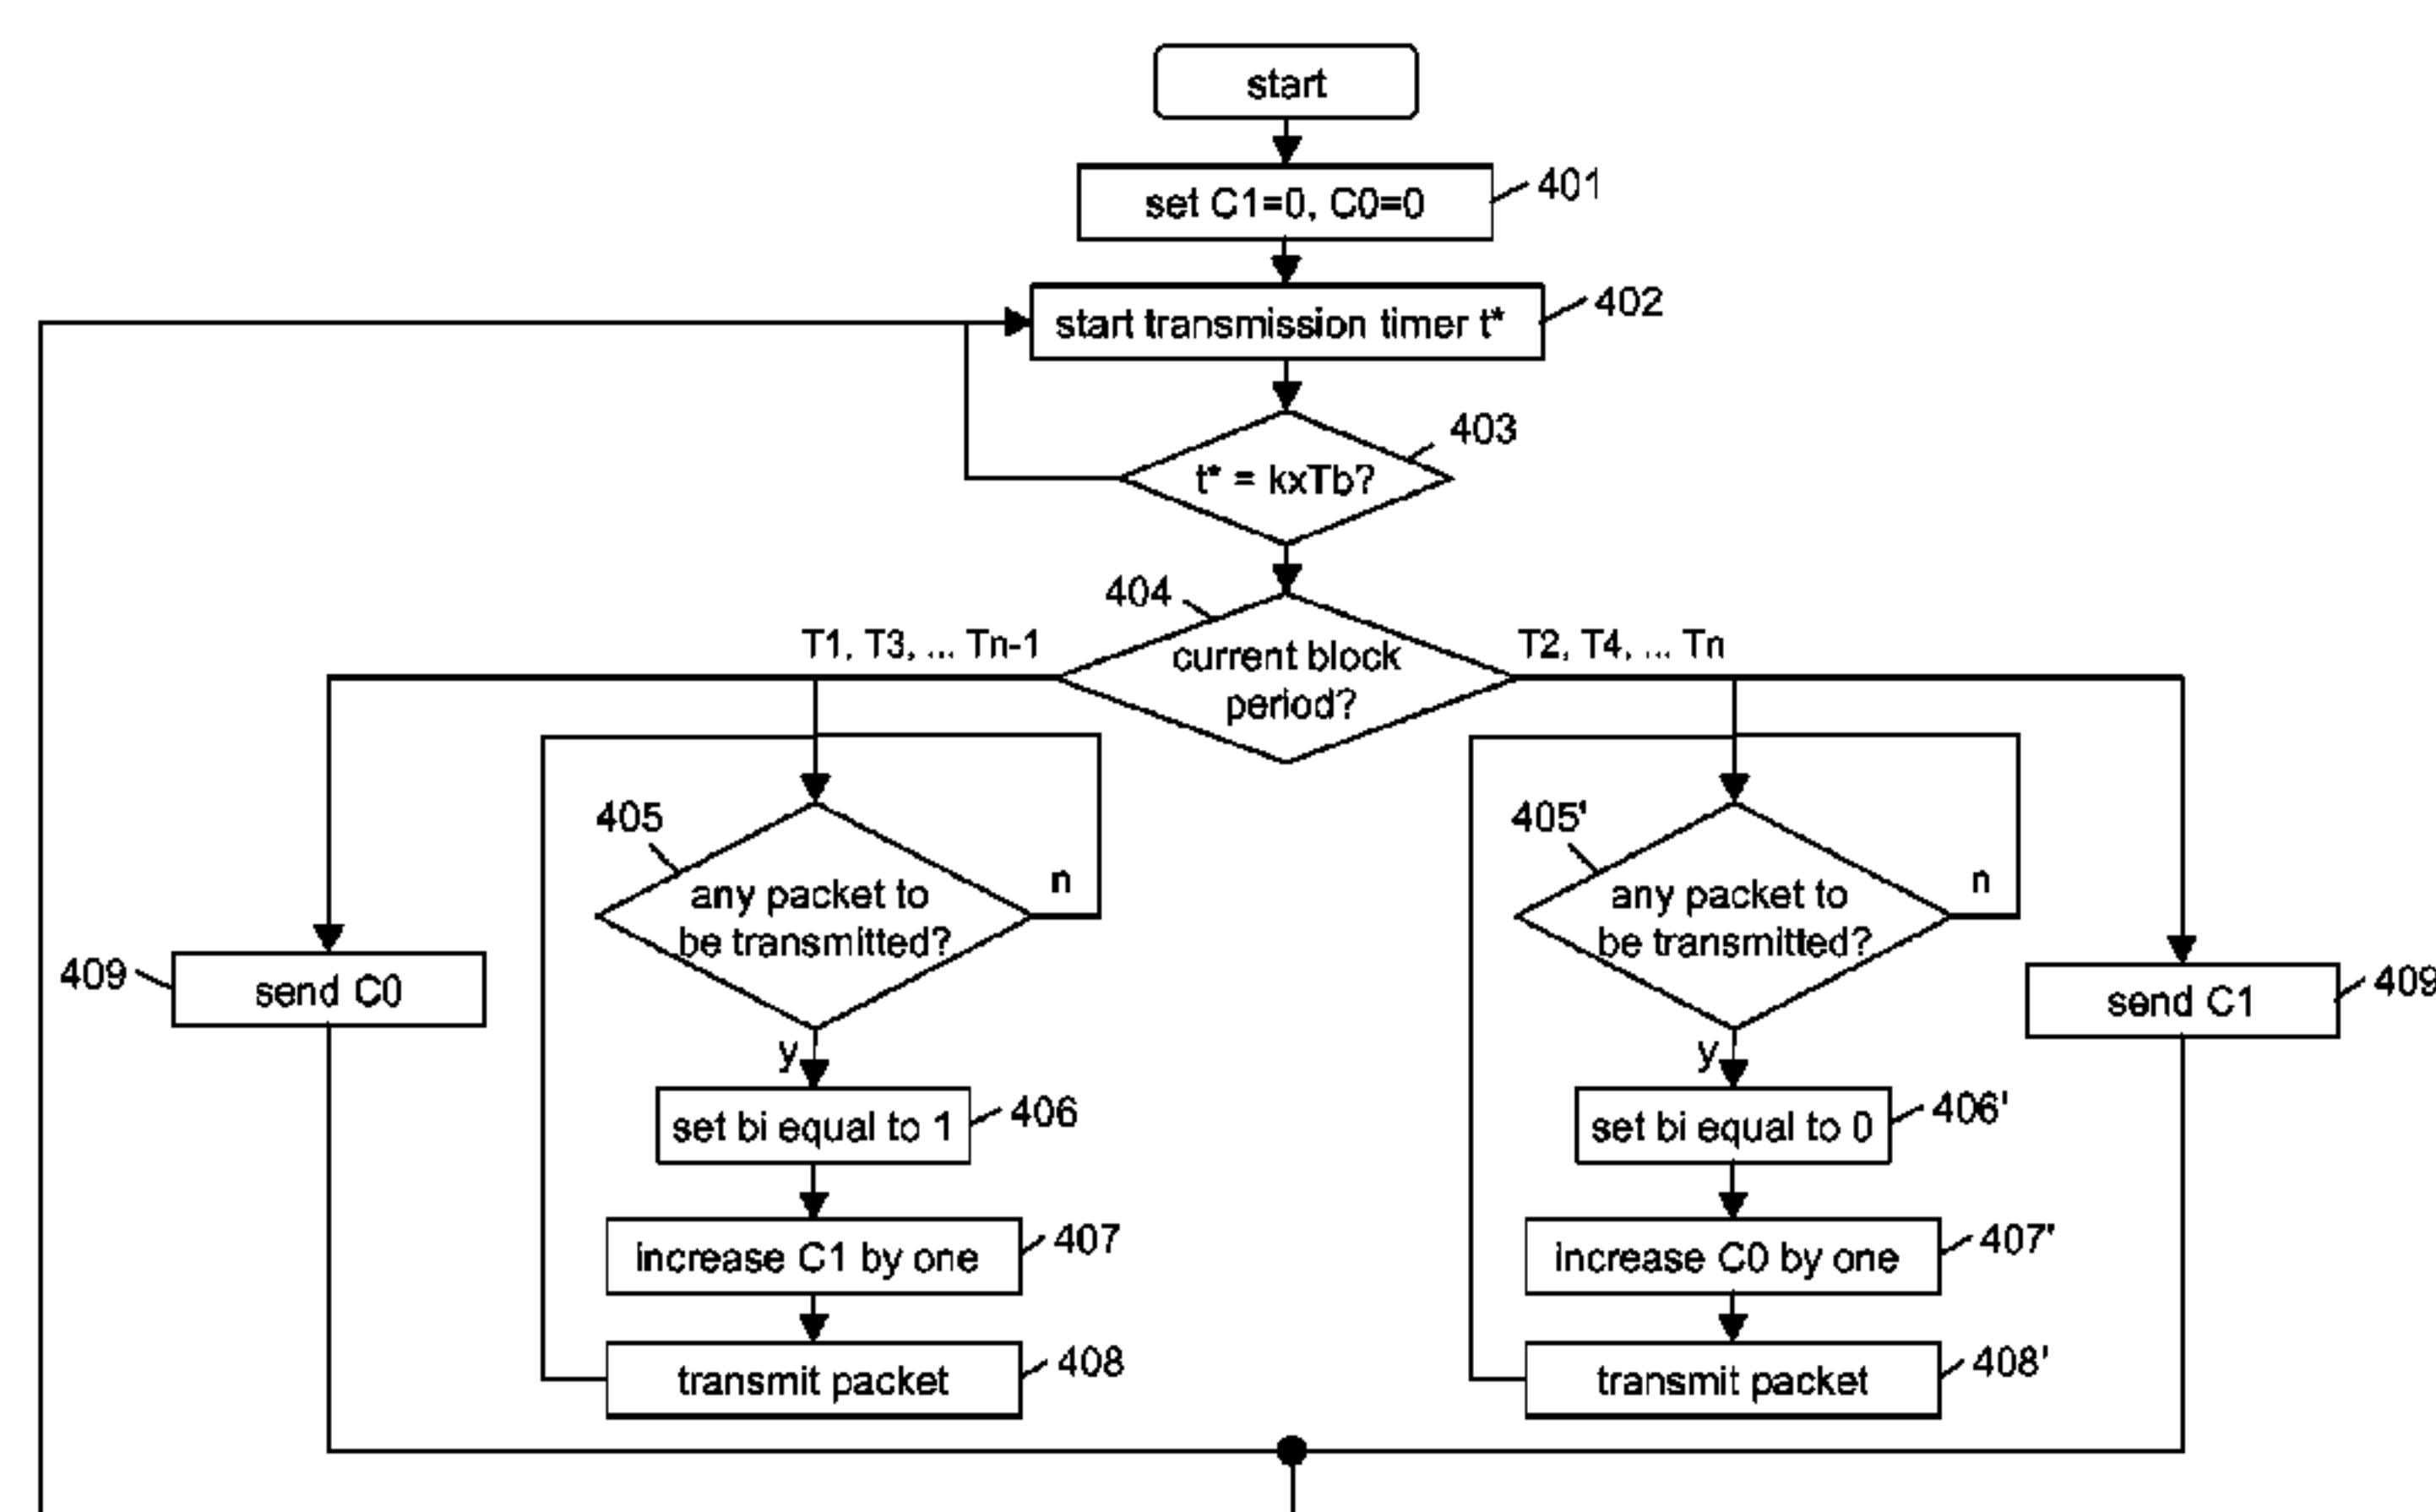 start
set C1=0, C0=0
401
start transmission timer t*
402
t* = kxTb?
403
404
T1, T3, ... Tn-1
current block
period?
T2, T4, ... Tn
405
any packet to
be transmitted?
n
y
405'
any packet to
be transmitted?
n
y
409
send C0
send C1
409
set bi equal to 1
406
set bi equal to 0
406'
increase C1 by one
407
increase C0 by one
407'
transmit packet
408
transmit packet
408'